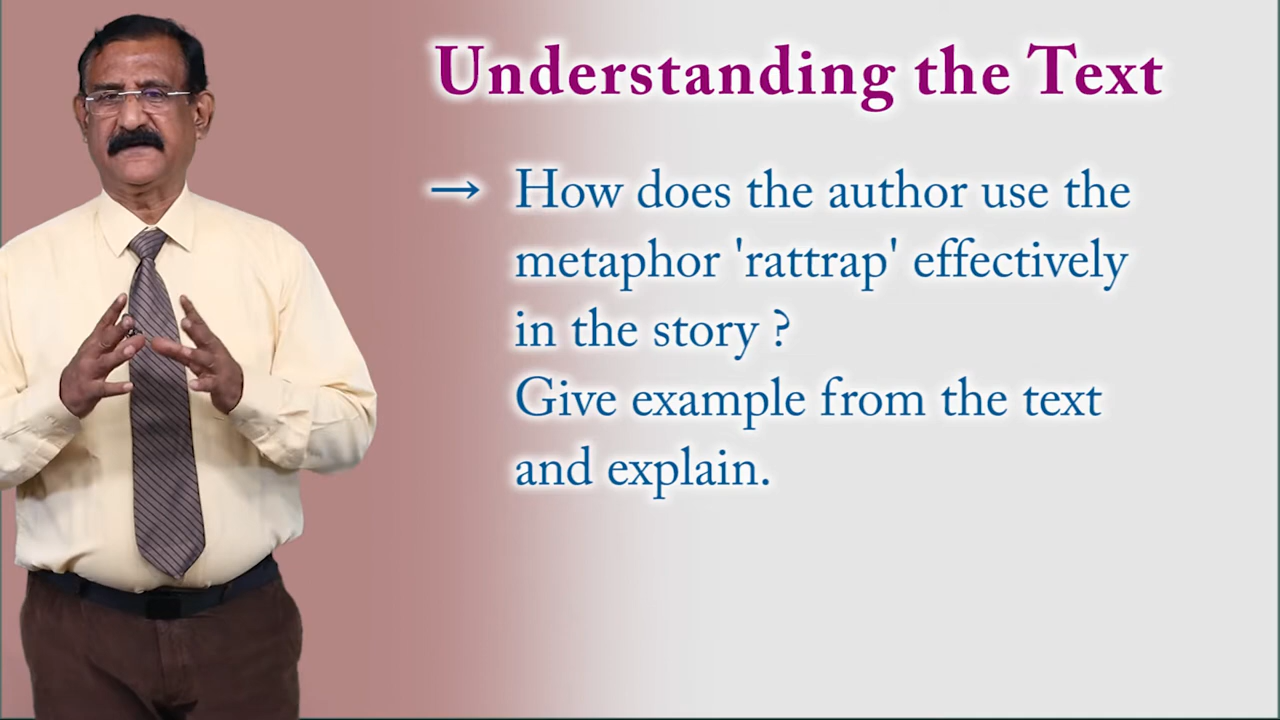 Understanding the Text
→ How does the author use the
metaphor 'rattrap' effectively
in the story ?
Give example from the text
and explain.